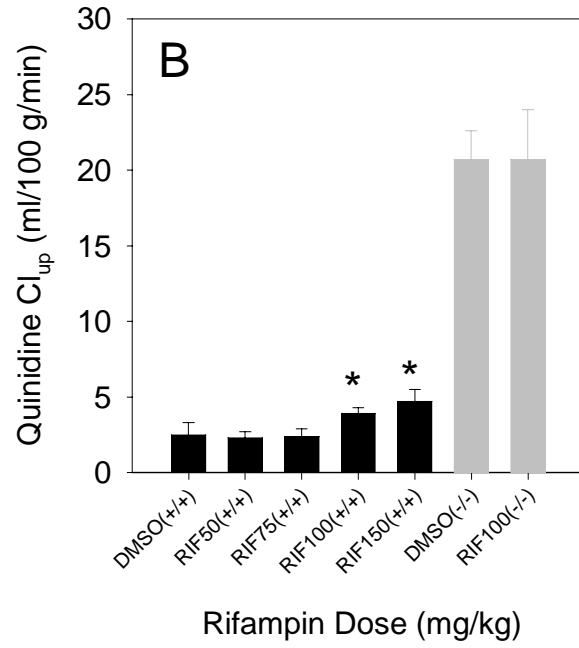 B
Quinidine Cl_up (ml/100 g/min)
30
25
20
15
10
5
0
*
*
DMSO(+/+)
RIF50(+/+)
RIF75(+/+)
RIF100(+/+)
RIF150(+/+)
DMSO(-/-)
RIF100(-/-)
Rifampin Dose (mg/kg)